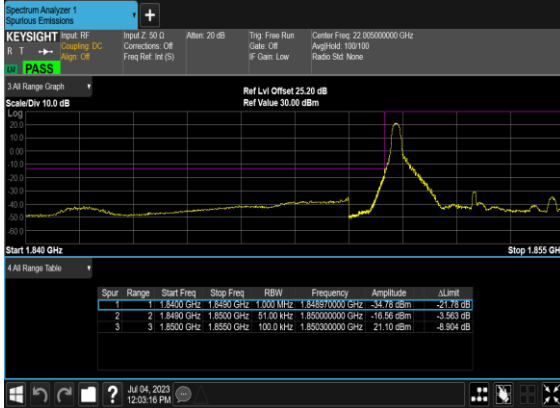 Spectrum Analyzer 1
Spurious Emissions
+
KEYSIGHT Input: RF Input Z: 50 Ω Atten: 20 dB Trig: Free Run Center Freq: 22.005000000 GHz
R T Coupling: DC Corrections: Off Gate: Off Avg|Hold: 100/100
Align: Off Freq Ref: Int (S) IF Gain: Low Radio Std: None
PASS
3 All Range Graph
Ref Lvl Offset 25.20 dB
Scale/Div 10.0 dB Ref Value 30.00 dBm
Log
20.0
10.0
0.00
-10.0
-20.0
-30.0
-40.0
-50.0
-60.0
Start 1.840 GHz Stop 1.855 GH
4 All Range Table
Spur Range Start Freq Stop Freq RBW Frequency Amplitude ΔLimit
1 1 1.8400 GHz 1.8490 GHz 1.000 MHz 1.848970000 GHz -34.78 dBm -21.78 dB
2 2 1.8490 GHz 1.8500 GHz 51.00 kHz 1.850000000 GHz -16.56 dBm -3.563 dB
3 3 1.8500 GHz 1.8550 GHz 100.0 kHz 1.850300000 GHz 21.10 dBm -8.904 dB
?
Jul 04, 2023
12:03:16 PM